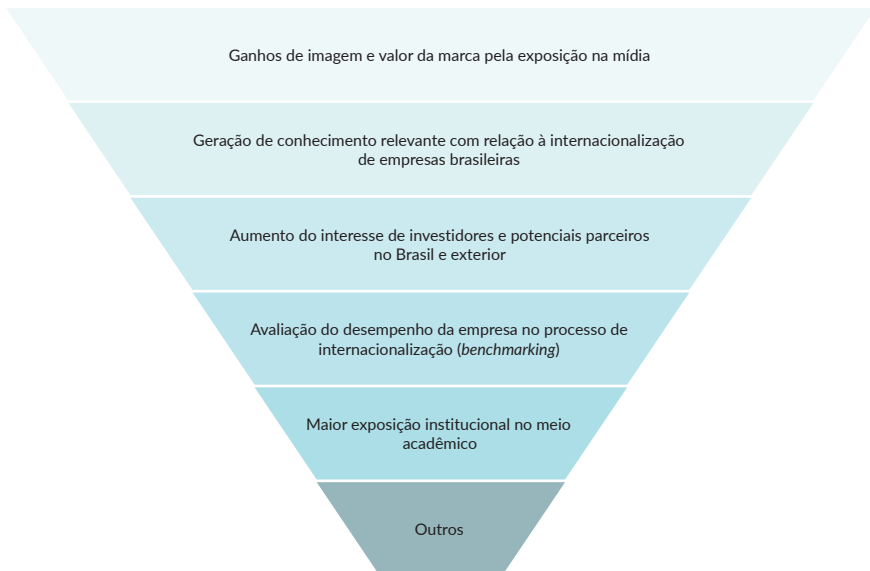 Ganhos de imagem e valor da marca pela exposição na mídia
Geração de conhecimento relevante com relação à internacionalização
de empresas brasileiras
Aumento do interesse de investidores e potenciais parceiros
no Brasil e exterior
Avaliação do desempenho da empresa no processo de
internacionalização (benchmarking)
Maior exposição institucional no meio
acadêmico
Outros